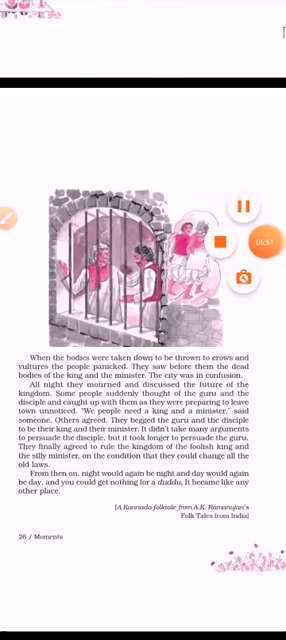 06:51
When the bodies were taken down to be thrown to crows and
vultures the people panicked. They saw before them the dead
bodies of the king and the minister. The city was in confusion.
All night they mourned and discussed the future of the
kingdom. Some people suddenly thought of the guru and the
disciple and caught up with them as they were preparing to leave
town unnoticed. “We people need a king and a minister,” said
someone. Others agreed. They begged the guru and the disciple
to be their king and their minister. It didn’t take many arguments
to persuade the disciple, but it took longer to persuade the guru.
They finally agreed to rule the kingdom of the foolish king and
the silly minister, on the condition that they could change all the
old laws.
From then on, night would again be night and day would again
be day, and you could get nothing for a duddu. It became like any
other place.
[A Kannada folktale from A.K. Ramanujan’s
Folk Tales from India]
26 / Moments